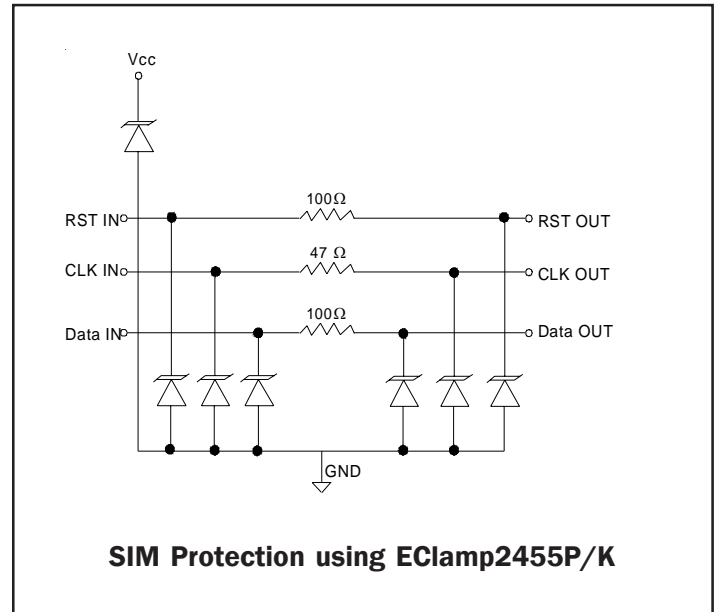 Vcc
100Ω
RST IN RST OUT
47 Ω
CLK IN CLK OUT
100Ω
Data IN Data OUT
GND
SIM Protection using EClamp2455P/K